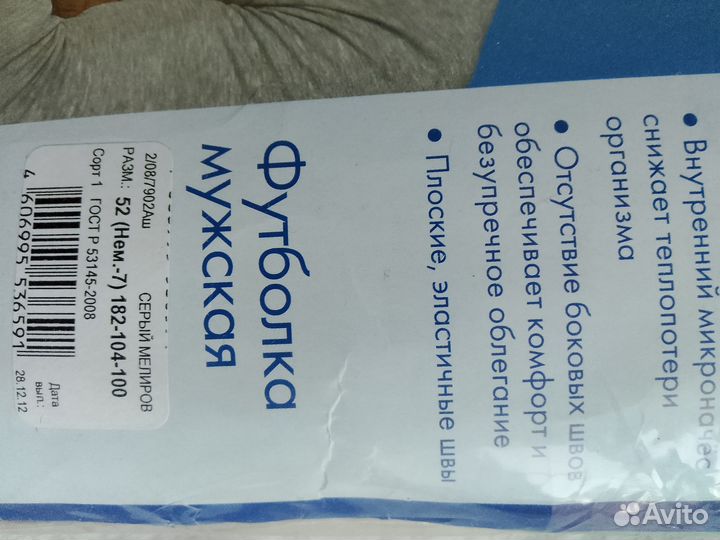 Футболка
мужская
• Внутренний микроначес
снижает теплопотери
организма
• Отсутствие боковых швов
обеспечивает комфорт и
безупречное облегание
• Плоские, эластичные швы
2/08/7902Аш СЕРЫЙ МЕЛИРОВ
РАЗМ.: 52 (Нем.-7) 182-104-100
Сорт 1 ГОСТ Р 53145-2008
4 606995 536591
Дата
вып.:
28.12.12
Avito